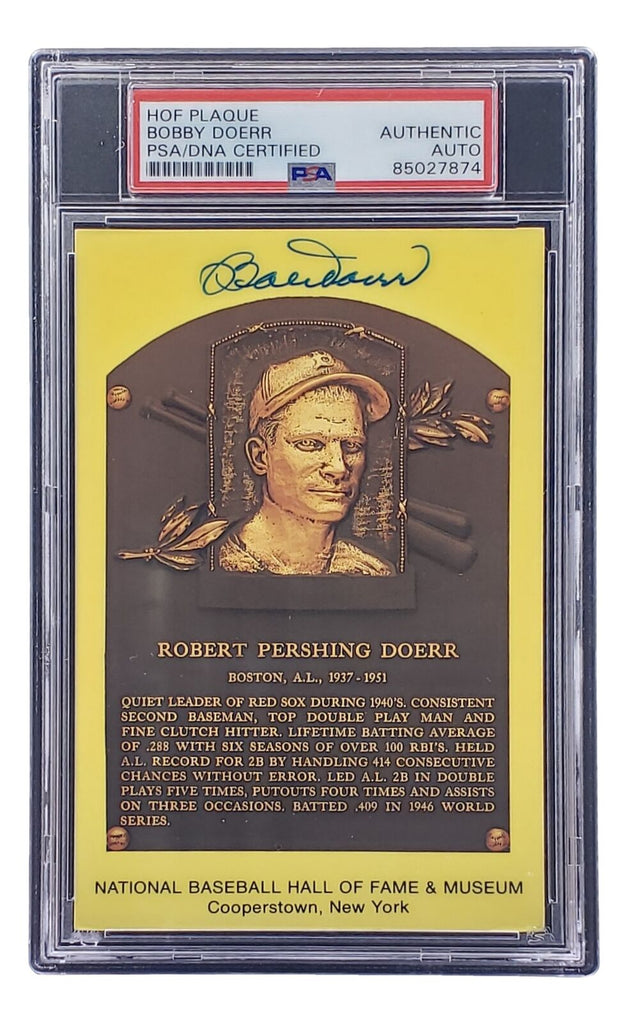 HOF PLAQUE
BOBBY DOERR
PSA/DNA CERTIFIED
AUTHENTIC
AUTO
85027874
PSA
Bob Doerr
ROBERT PERSHING DOERR
BOSTON, A.L., 1937-1951
QUIET LEADER OF RED SOX DURING 1940'S. CONSISTENT
SECOND BASEMAN, TOP DOUBLE PLAY MAN AND
FINE CLUTCH HITTER. LIFETIME BATTING AVERAGE
OF .288 WITH SIX SEASONS OF OVER 100 RBI'S. HELD
A.L. RECORD FOR 2B BY HANDLING 414 CONSECUTIVE
CHANCES WITHOUT ERROR. LED A.L. 2B IN DOUBLE
PLAYS FIVE TIMES, PUTOUTS FOUR TIMES AND ASSISTS
ON THREE OCCASIONS. BATTED .409 IN 1946 WORLD
SERIES.
NATIONAL BASEBALL HALL OF FAME & MUSEUM
Cooperstown, New York